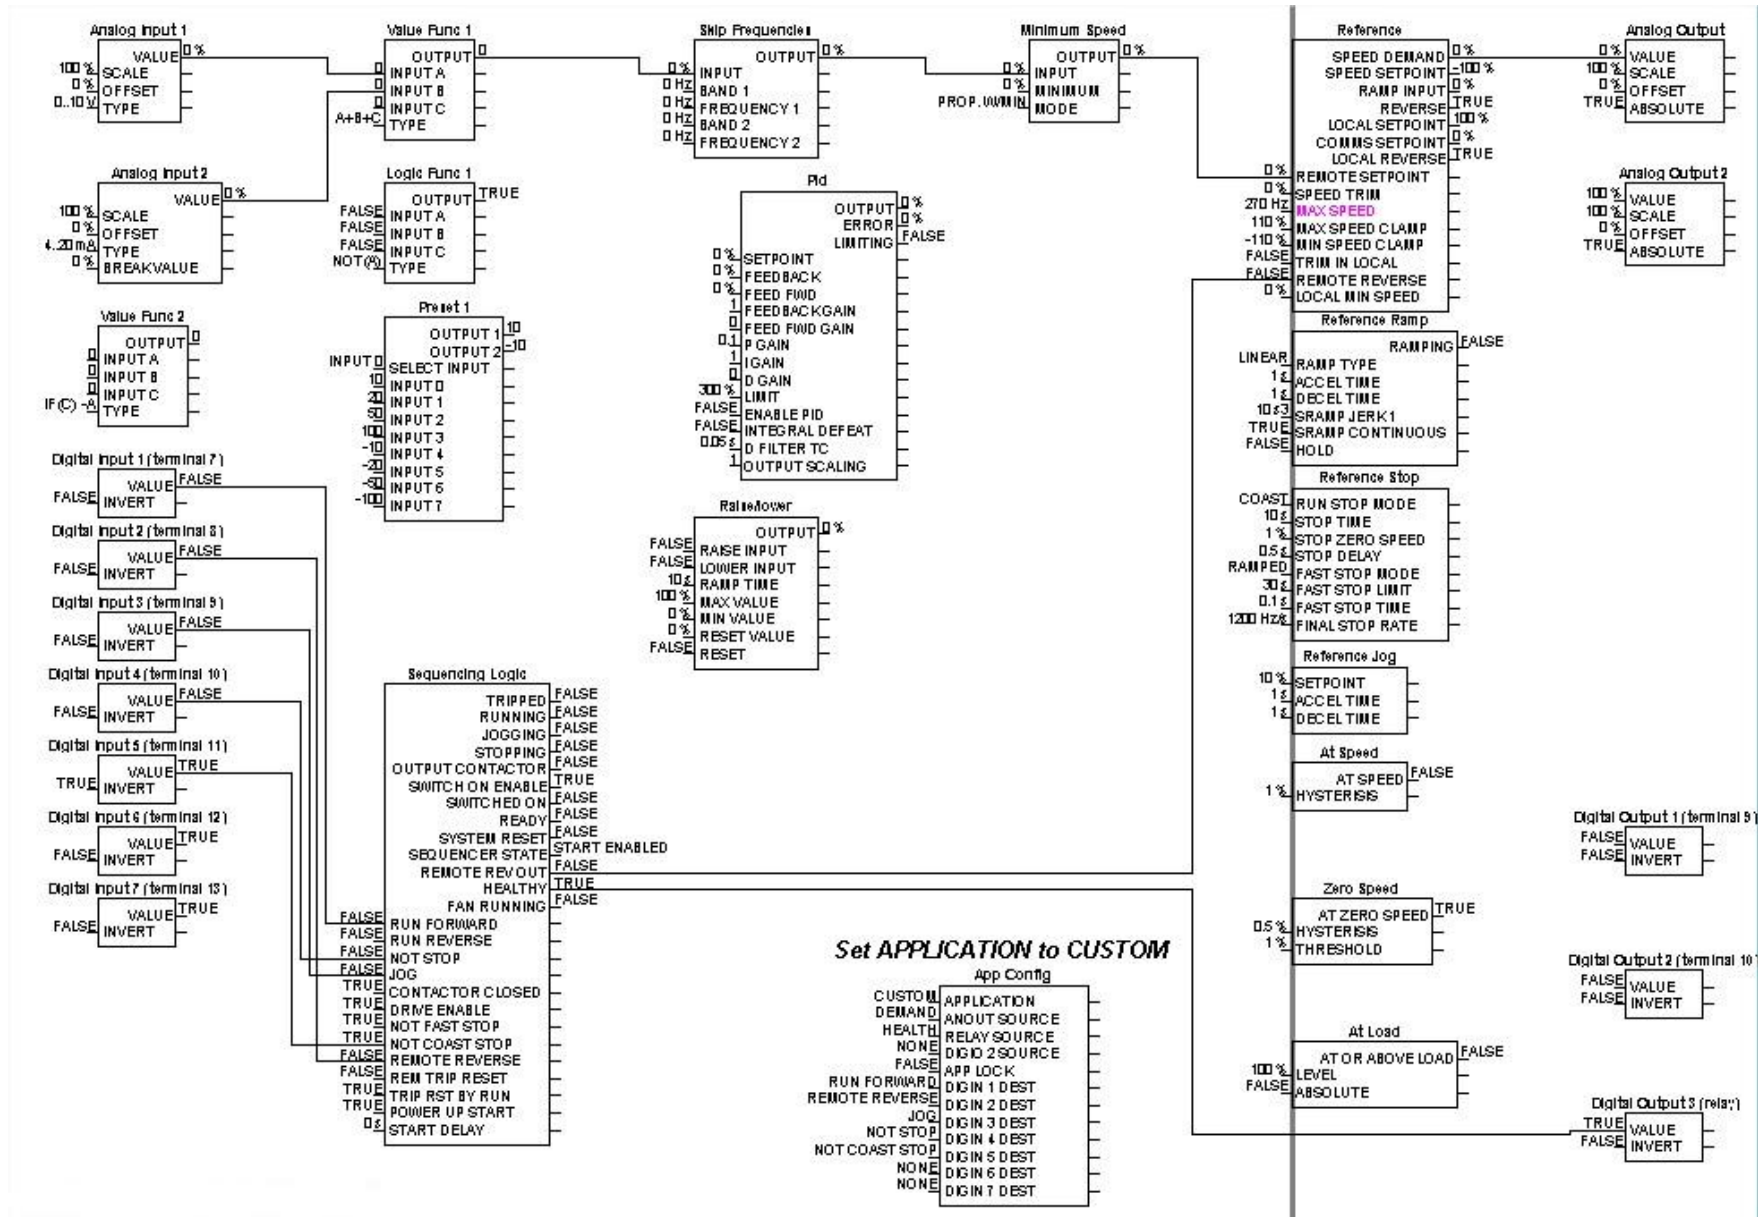 Analog Input 1
VALUE 0 %
100 % SCALE
0 % OFFSET
0..10 V TYPE
Value Func 1
OUTPUT 0
0 INPUT A
0 INPUT B
0 INPUT C
A+B+C TYPE
Skip Frequencies
OUTPUT 0 %
0 % INPUT
0 Hz BAND 1
0 Hz FREQUENCY 1
0 Hz BAND 2
0 Hz FREQUENCY 2
Minimum Speed
OUTPUT 0 %
0 % INPUT
0 % MINIMUM
PROP. W/MIN MODE
Reference
SPEED DEMAND 0 %
SPEED SETPOINT -100 %
RAMP INPUT 0 %
REVERSE TRUE
LOCAL SETPOINT 100 %
COMMS SETPOINT 0 %
LOCAL REVERSE TRUE
0 % REMOTE SETPOINT
0 % SPEED TRIM
270 Hz MAX SPEED
110 % MAX SPEED CLAMP
-110 % MIN SPEED CLAMP
FALSE TRIM IN LOCAL
FALSE REMOTE REVERSE
0 % LOCAL MIN SPEED
Analog Output
0 % VALUE
100 % SCALE
0 % OFFSET
TRUE ABSOLUTE
Analog Input 2
VALUE 0 %
100 % SCALE
0 % OFFSET
4..20 mA TYPE
0 % BREAK VALUE
Logic Func 1
OUTPUT TRUE
FALSE INPUT A
FALSE INPUT B
FALSE INPUT C
NOT(A) TYPE
Pid
OUTPUT 0 %
ERROR 0 %
LIMITING FALSE
0 % SETPOINT
0 % FEEDBACK
0 % FEED FWD
1 FEEDBACK GAIN
0 FEED FWD GAIN
0.1 P GAIN
1 I GAIN
0 D GAIN
300 % LIMIT
FALSE ENABLE PID
FALSE INTEGRAL DEFEAT
0.05 s D FILTER TC
1 OUTPUT SCALING
Analog Output 2
100 % VALUE
100 % SCALE
0 % OFFSET
TRUE ABSOLUTE
Value Func 2
OUTPUT 0
0 INPUT A
0 INPUT B
0 INPUT C
IF(C) -A TYPE
Preset 1
OUTPUT 1 10
OUTPUT 2 -10
INPUT 0 SELECT INPUT
10 INPUT 0
20 INPUT 1
50 INPUT 2
100 INPUT 3
-10 INPUT 4
-20 INPUT 5
-50 INPUT 6
-100 INPUT 7
Reference Ramp
RAMPING FALSE
LINEAR RAMP TYPE
1 s ACCEL TIME
1 s DECEL TIME
10 s3 SRAMP JERK 1
TRUE SRAMP CONTINUOUS
FALSE HOLD
Digital Input 1 (terminal 7)
VALUE FALSE
FALSE INVERT
Digital Input 2 (terminal 8)
VALUE FALSE
FALSE INVERT
Digital Input 3 (terminal 9)
VALUE FALSE
FALSE INVERT
Digital Input 4 (terminal 10)
VALUE FALSE
FALSE INVERT
Digital Input 5 (terminal 11)
VALUE TRUE
TRUE INVERT
Digital Input 6 (terminal 12)
VALUE TRUE
FALSE INVERT
Digital Input 7 (terminal 13)
VALUE TRUE
FALSE INVERT
Raise/lower
OUTPUT 0 %
FALSE RAISE INPUT
FALSE LOWER INPUT
10 s RAMP TIME
100 % MAX VALUE
0 % MIN VALUE
0 % RESET VALUE
FALSE RESET
Reference Stop
COAST RUN STOP MODE
10 s STOP TIME
1 % STOP ZERO SPEED
0.5 s STOP DELAY
RAMPED FAST STOP MODE
30 s FAST STOP LIMIT
0.1 s FAST STOP TIME
1200 Hz/s FINAL STOP RATE
Reference Jog
10 % SETPOINT
1 s ACCEL TIME
1 s DECEL TIME
Sequencing Logic
TRIPPED FALSE
RUNNING FALSE
JOGGING FALSE
STOPPING FALSE
OUTPUT CONTACTOR FALSE
SWITCH ON ENABLE TRUE
SWITCHED ON FALSE
READY FALSE
SYSTEM RESET FALSE
SEQUENCER STATE START ENABLED
REMOTE REV OUT FALSE
HEALTHY TRUE
FAN RUNNING FALSE
FALSE RUN FORWARD
FALSE RUN REVERSE
FALSE NOT STOP
FALSE JOG
TRUE CONTACTOR CLOSED
TRUE DRIVE ENABLE
TRUE NOT FAST STOP
TRUE NOT COAST STOP
FALSE REMOTE REVERSE
FALSE REM TRIP RESET
TRUE TRIP RST BY RUN
TRUE POWER UP START
0 s START DELAY
At Speed
AT SPEED FALSE
1 % HYSTERISIS
Digital Output 1 (terminal 9)
FALSE VALUE
FALSE INVERT
Zero Speed
AT ZERO SPEED TRUE
0.5 % HYSTERISIS
1 % THRESHOLD
Set APPLICATION to CUSTOM
App Config
CUSTOM APPLICATION
DEMAND ANOUT SOURCE
HEALTH RELAY SOURCE
NONE DIGIO 2 SOURCE
FALSE APP LOCK
RUN FORWARD DIGIN 1 DEST
REMOTE REVERSE DIGIN 2 DEST
JOG DIGIN 3 DEST
NOT STOP DIGIN 4 DEST
NOT COAST STOP DIGIN 5 DEST
NONE DIGIN 6 DEST
NONE DIGIN 7 DEST
Digital Output 2 (terminal 10)
FALSE VALUE
FALSE INVERT
At Load
AT OR ABOVE LOAD FALSE
100 % LEVEL
FALSE ABSOLUTE
Digital Output 3 (relay)
TRUE VALUE
FALSE INVERT